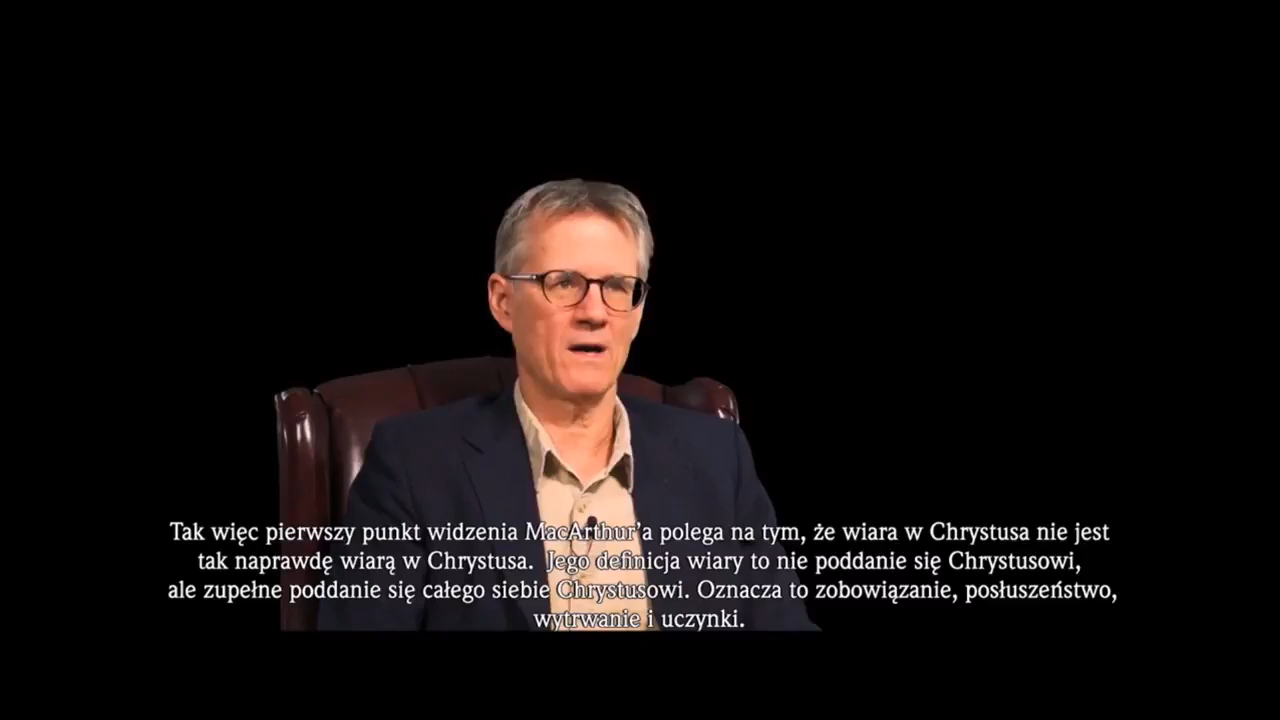 Tak więc pierwszy punkt widzenia MacArthur'a polega na tym, że wiara w Chrystusa nie jest
tak naprawdę wiarą w Chrystusa. Jego definicja wiary to nie poddanie się Chrystusowi,
ale zupełne poddanie się całego siebie Chrystusowi. Oznacza to zobowiązanie, posłuszeństwo,
wytrwanie i uczynki.